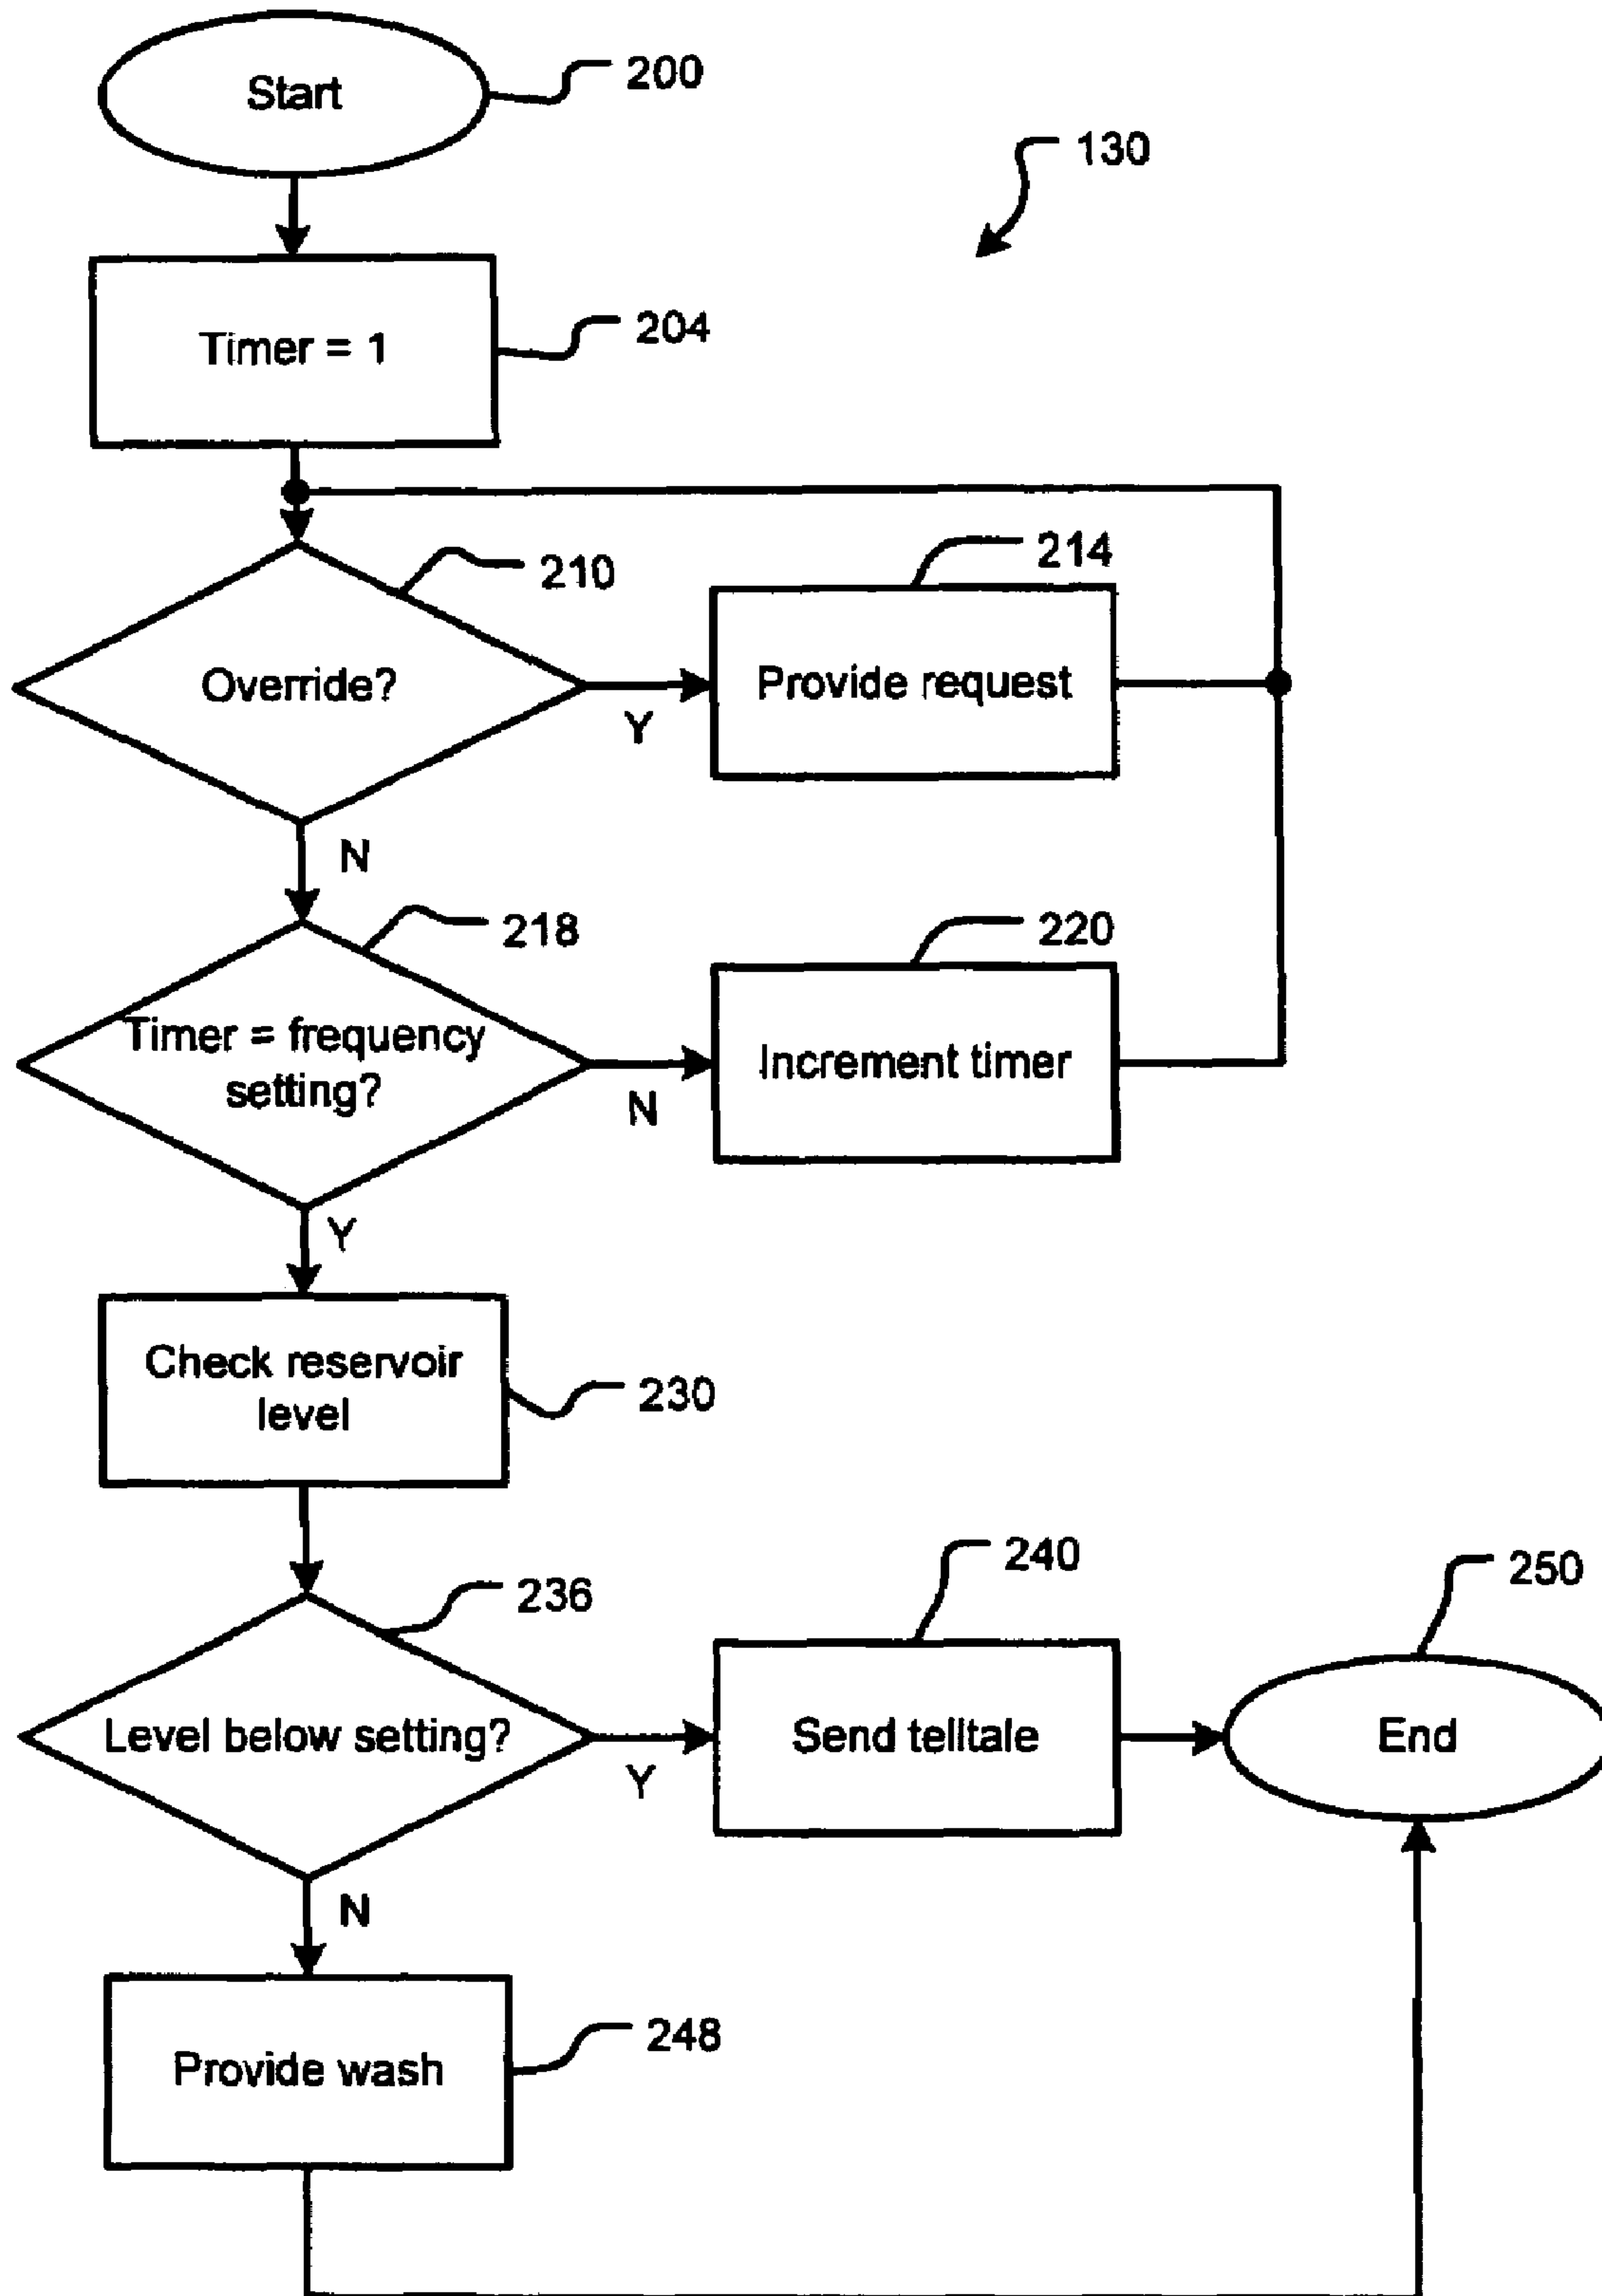 Start
200
130
Timer = 1
204
210
214
Override?
Y
Provide request
N
218
220
Timer = frequency
setting?
N
Increment timer
Y
Check reservoir
level
230
236
240
250
Level below setting?
Y
Send telltale
End
N
Provide wash
248